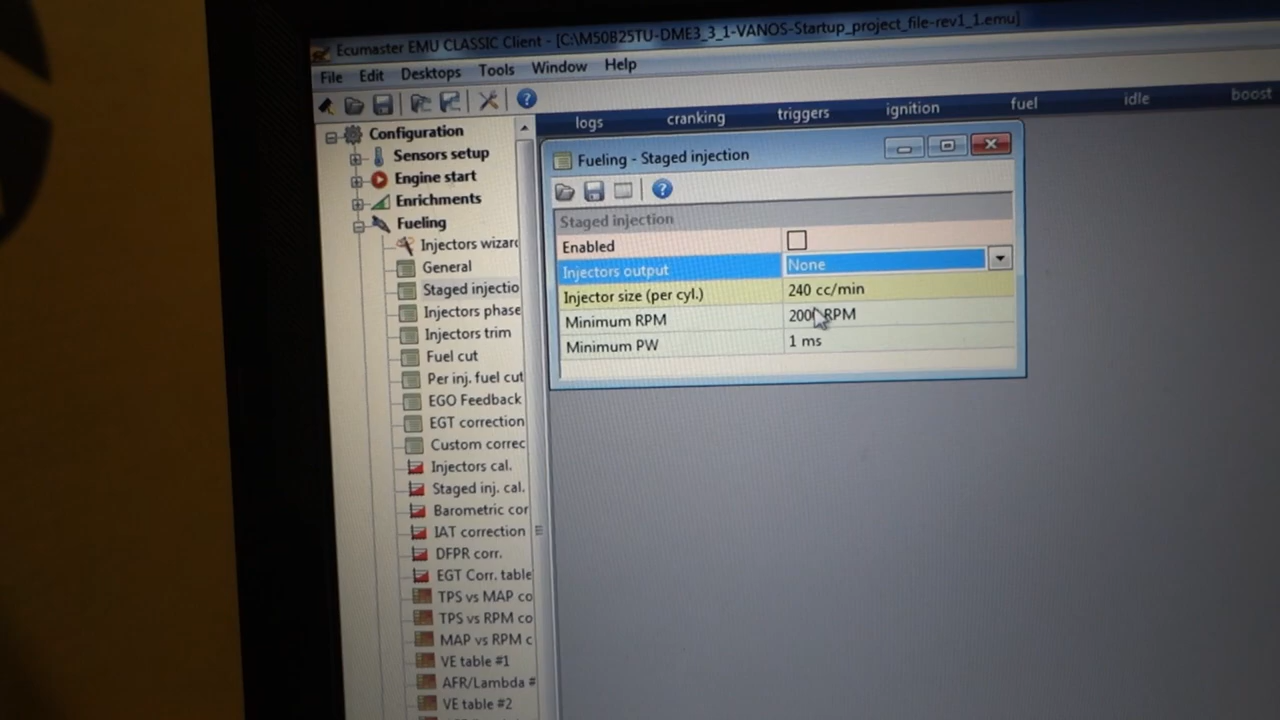 Ecumaster EMU CLASSIC Client - [C:\M50B25TU-DME3_3_1-VANOS-Startup_project_file-rev1_1.emu]
File Edit Desktops Tools Window Help
logs cranking triggers ignition fuel idle boost
Configuration
Sensors setup
Engine start
Enrichments
Fueling
Injectors wizard
General
Staged injectio
Injectors phase
Injectors trim
Fuel cut
Per inj. fuel cut
EGO Feedback
EGT correction
Custom correc
Injectors cal.
Staged inj. cal.
Barometric cor
IAT correction
DFPR corr.
EGT Corr. table
TPS vs MAP co
TPS vs RPM co
MAP vs RPM c
VE table #1
AFR/Lambda #
VE table #2
Fueling - Staged injection
Staged injection
Enabled
Injectors output None
Injector size (per cyl.) 240 cc/min
Minimum RPM 2000 RPM
Minimum PW 1 ms